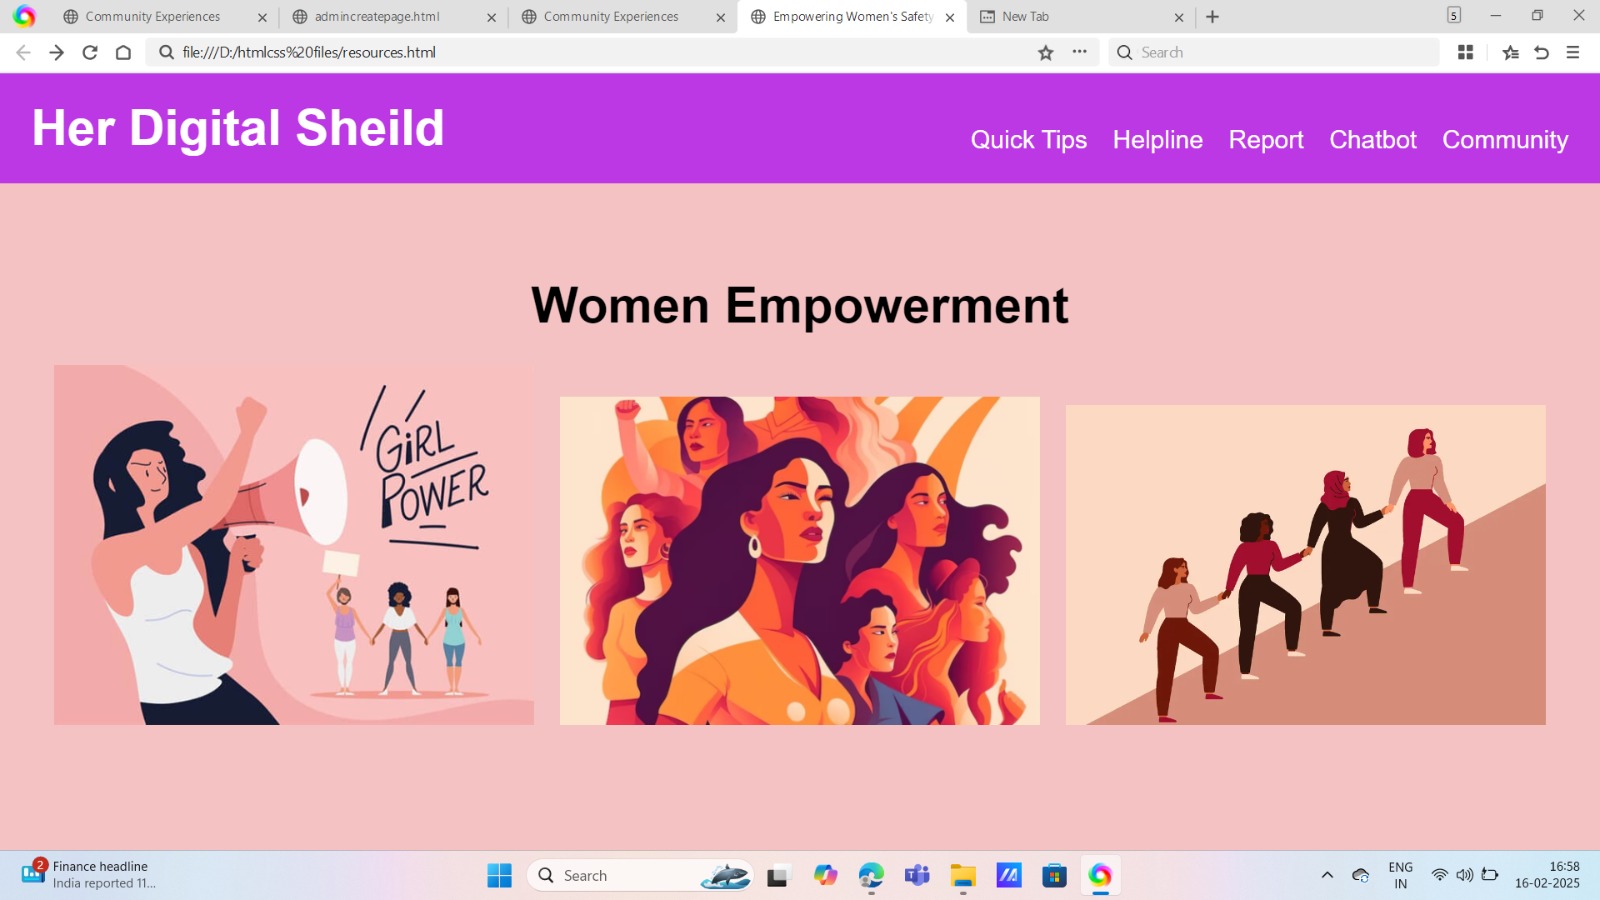 Community Experiences
admincreatepage.html
Community Experiences
Empowering Women's Safety
New Tab
5
file:///D:/htmlcss%20files/resources.html
Search
Her Digital Sheild
Quick Tips Helpline Report Chatbot Community
Women Empowerment
GiRL
POWER
2
Finance headline
India reported 11...
Search
ENG
IN
16:58
16-02-2025